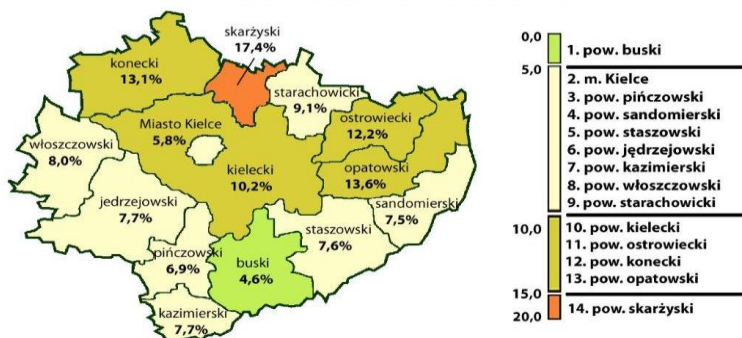 skarżyski
17,4%
konecki
13,1%
starachowicki
9,1%
ostrowiecki
12,2%
Miasto Kielce
5,8%
włoszczowski
8,0%
kielecki
10,2%
opatowski
13,6%
jedrzejowski
7,7%
sandomierski
7,5%
staszowski
7,6%
pińczowski
6,9%
buski
4,6%
kazimierski
7,7%
0,0
1. pow. buski
5,0
2. m. Kielce
3. pow. pińczowski
4. pow. sandomierski
5. pow. staszowski
6. pow. jędrzejowski
7. pow. kazimierski
8. pow. włoszczowski
9. pow. starachowicki
10,0
10. pow. kielecki
11. pow. ostrowiecki
12. pow. konecki
13. pow. opatowski
15,0
14. pow. skarżyski
20,0